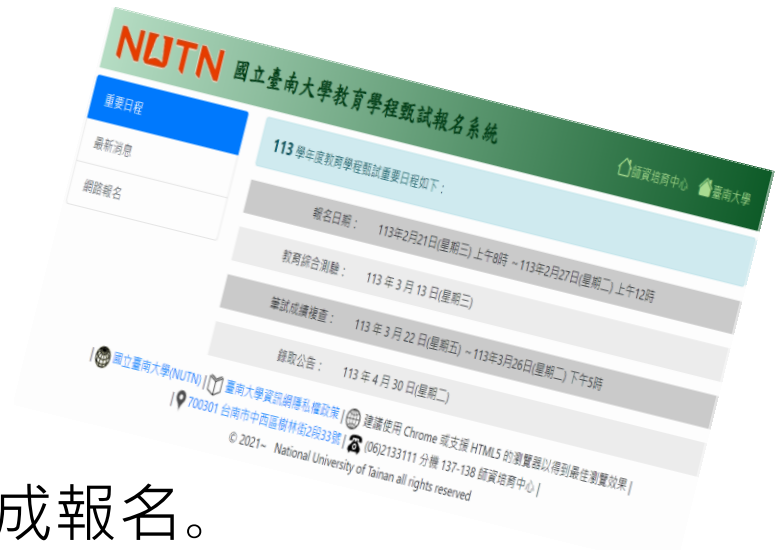 NUTN 國立臺南大學教育學程甄試報名系統
師資培育中心 臺南大學
重要日程
最新消息
網路報名
113 學年度教育學程甄試重要日程如下：
報名日期： 113年2月21日(星期三) 上午8時 ~ 113年2月27日(星期二) 上午12時
教育綜合測驗： 113 年 3 月 13 日(星期三)
筆試成績複查： 113 年 3 月 22 日(星期五) ~113年3月26日(星期二) 下午5時
錄取公告： 113 年 4 月 30 日(星期二)
| 國立臺南大學(NUTN) | 臺南大學資訊網隱私權政策 | 建議使用 Chrome 或支援 HTML5 的瀏覽器以得到最佳瀏覽效果 |
| 700301 台南市中西區樹林街2段33號 | (06)2133111 分機 137-138 師資培育中心 |
© 2021~ National University of Tainan all rights reserved
成報名。